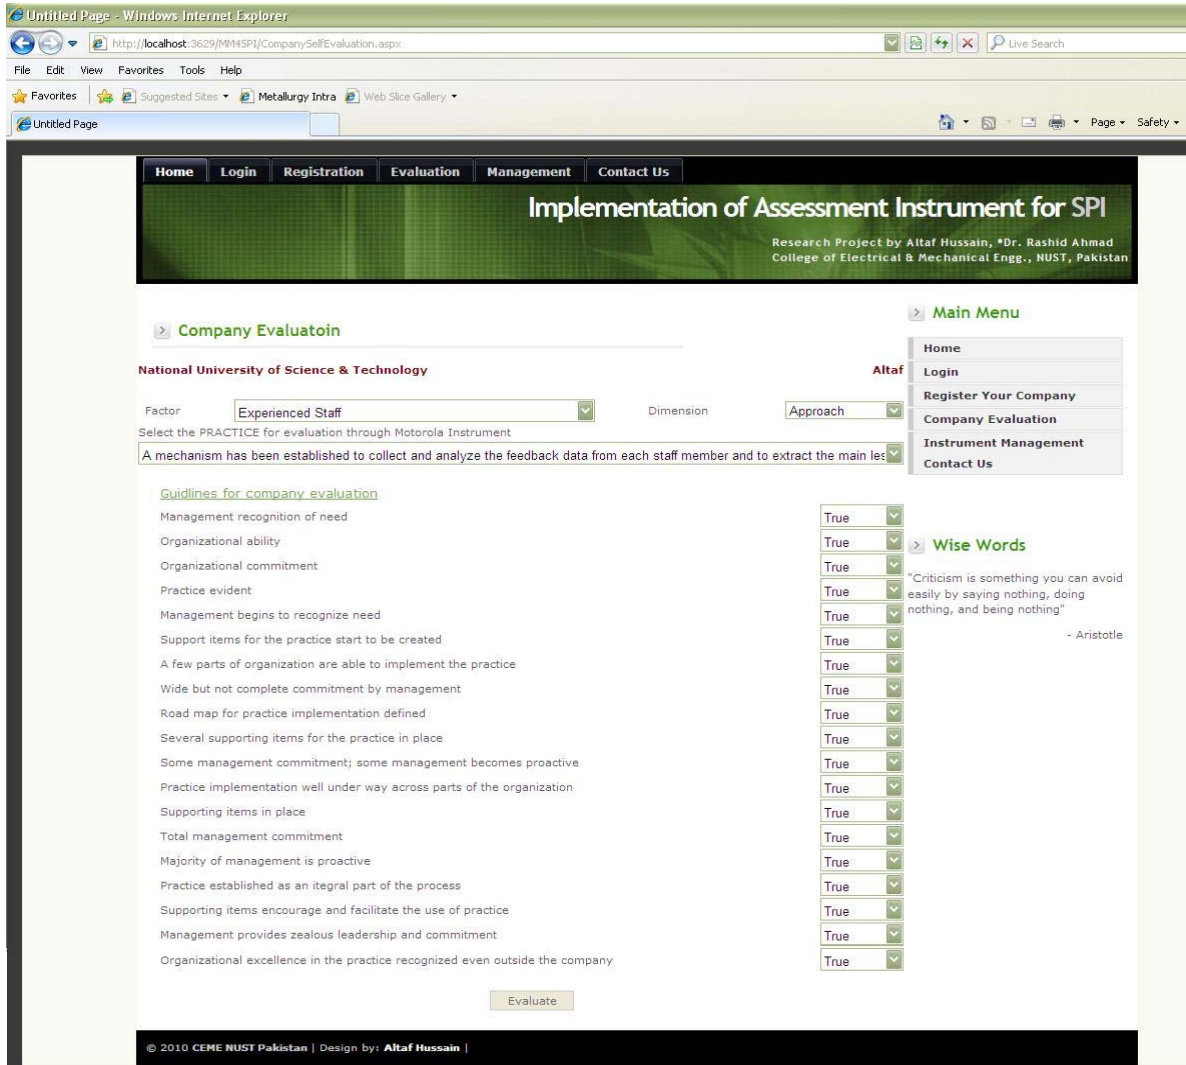 Untitled Page - Windows Internet Explorer
http://localhost:3629/MM4SPI/CompanySelfEvaluation.aspx
Live Search
File Edit View Favorites Tools Help
Favorites Suggested Sites Metallurgy Intra Web Slice Gallery
Untitled Page Page Safety
Home Login Registration Evaluation Management Contact Us
Implementation of Assessment Instrument for SPI
Research Project by Altaf Hussain, *Dr. Rashid Ahmad
College of Electrical & Mechanical Engg., NUST, Pakistan
Company Evaluatoin
National University of Science & Technology Altaf
Factor Experienced Staff Dimension Approach
Select the PRACTICE for evaluation through Motorola Instrument
A mechanism has been established to collect and analyze the feedback data from each staff member and to extract the main les
Guidlines for company evaluation
Management recognition of need True
Organizational ability True
Organizational commitment True
Practice evident True
Management begins to recognize need True
Support items for the practice start to be created True
A few parts of organization are able to implement the practice True
Wide but not complete commitment by management True
Road map for practice implementation defined True
Several supporting items for the practice in place True
Some management commitment; some management becomes proactive True
Practice implementation well under way across parts of the organization True
Supporting items in place True
Total management commitment True
Majority of management is proactive True
Practice established as an itegral part of the process True
Supporting items encourage and facilitate the use of practice True
Management provides zealous leadership and commitment True
Organizational excellence in the practice recognized even outside the company True
Evaluate
Main Menu
Home
Login
Register Your Company
Company Evaluation
Instrument Management
Contact Us
Wise Words
"Criticism is something you can avoid
easily by saying nothing, doing
nothing, and being nothing"
- Aristotle
© 2010 CEME NUST Pakistan | Design by: Altaf Hussain |